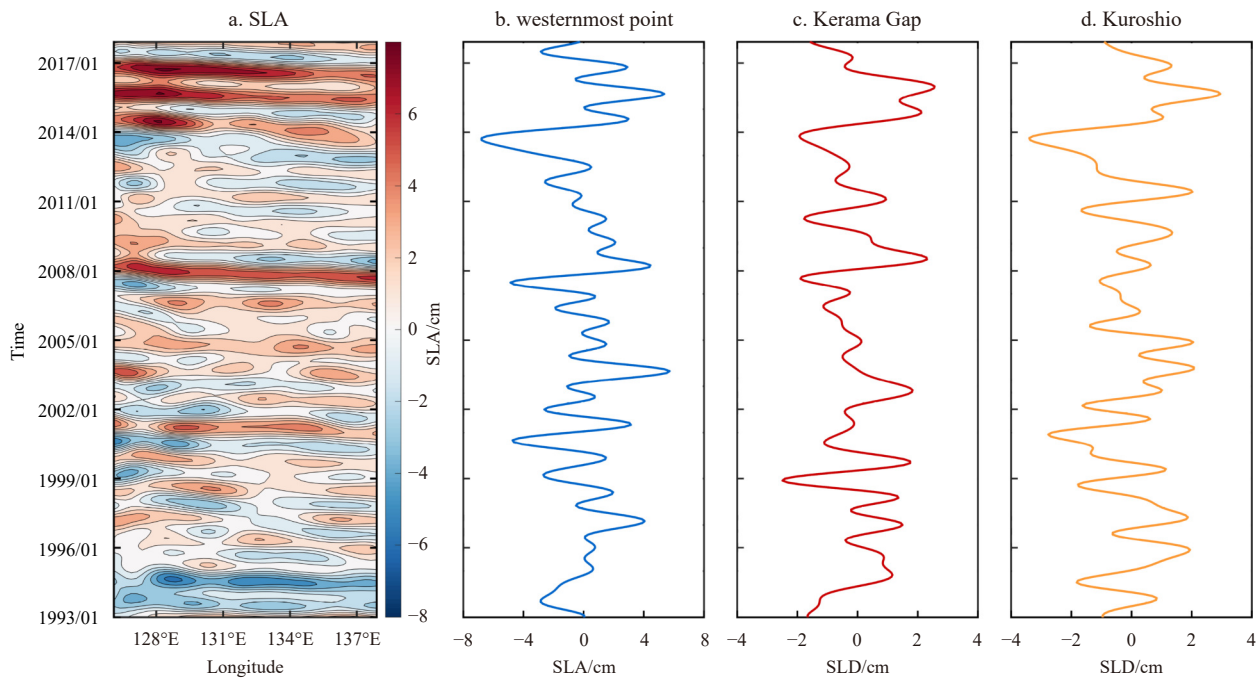 a. SLA
b. westernmost point
c. Kerama Gap
d. Kuroshio
Time
2017/01
2014/01
2011/01
2008/01
2005/01
2002/01
1999/01
1996/01
1993/01
128°E 131°E 134°E 137°E
Longitude
6
4
2
0
−2
−4
−6
−8
SLA/cm
−8 −4 0 4 8
SLA/cm
−4 −2 0 2 4
SLD/cm
−4 −2 0 2 4
SLD/cm